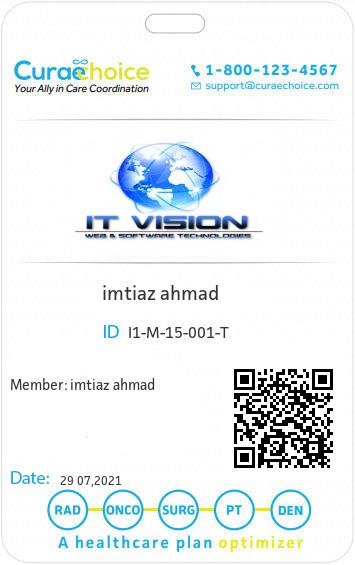 Curaechoice
Your Ally in Care Coordination
1-800-123-4567
support@curaechoice.com
IT VISION
WEB & SOFTWARE TECHNOLOGIES
imtiaz ahmad
ID I1-M-15-001-T
Member: imtiaz ahmad
Date: 29 07,2021
RAD ONCO SURG PT DEN
A healthcare plan optimizer